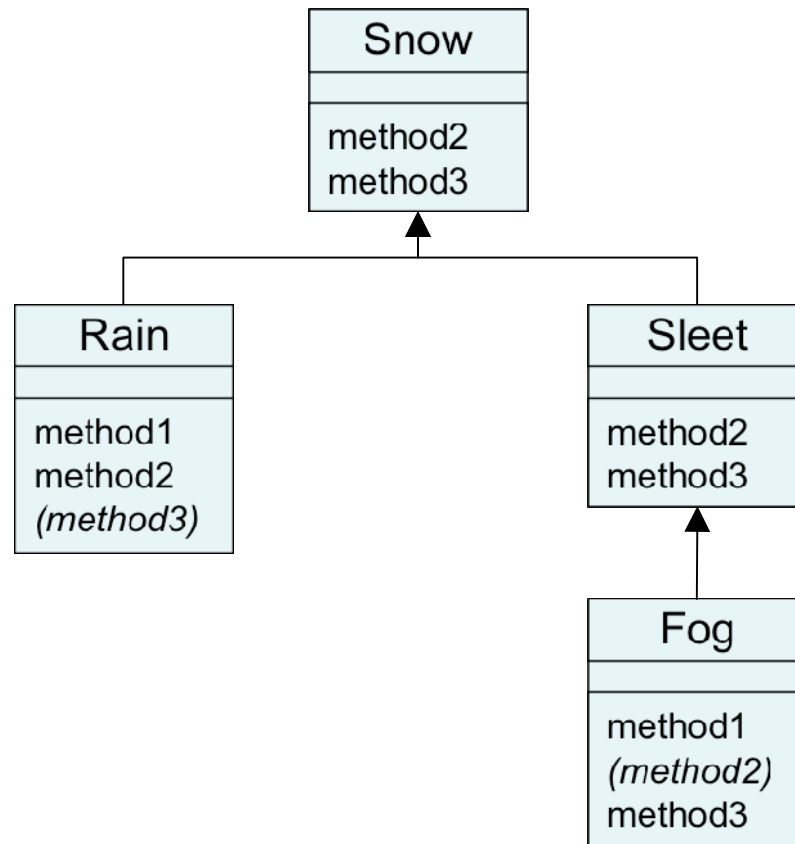 Snow
method2
method3
Rain
method1
method2
(method3)
Sleet
method2
method3
Fog
method1
(method2)
method3